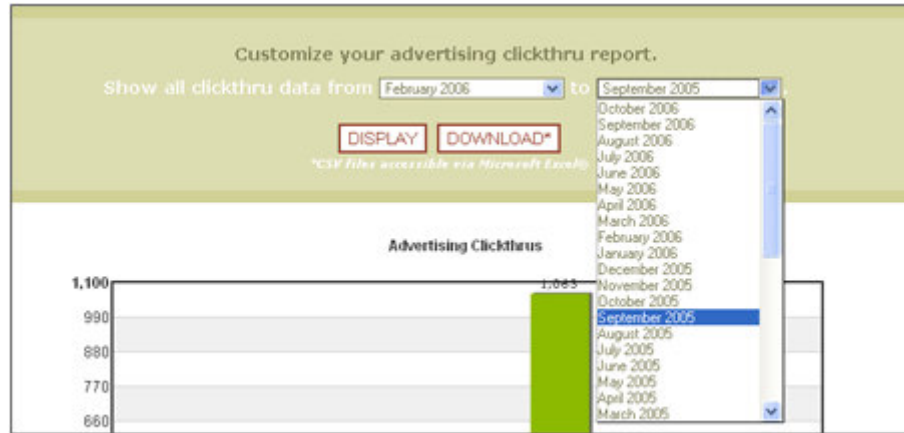 Customize your advertising clickthru report.
Show all clickthru data from February 2006 to September 2005 .
DISPLAY DOWNLOAD*
*CSV files accessible via Microsoft Excel©
October 2006
September 2006
August 2006
July 2006
June 2006
May 2006
April 2006
March 2006
February 2006
January 2006
December 2005
November 2005
October 2005
September 2005
August 2005
July 2005
June 2005
May 2005
April 2005
March 2005
Advertising Clickthrus
1,100
1,063
990
880
770
660